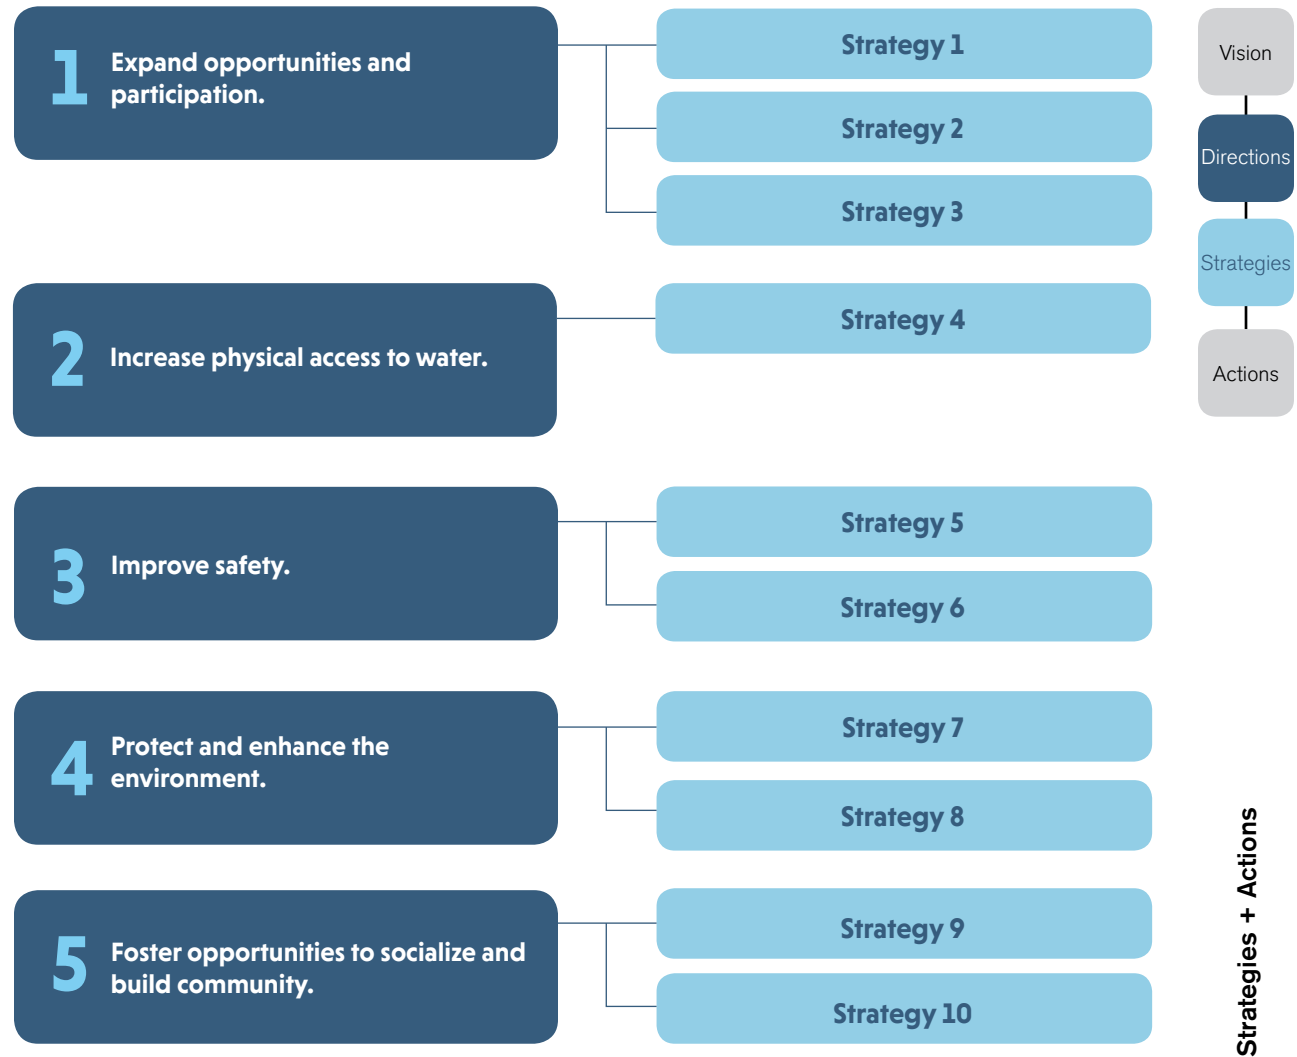 1
Expand opportunities and
participation.
Strategy 1
Strategy 2
Strategy 3
2
Increase physical access to water.
Strategy 4
3
Improve safety.
Strategy 5
Strategy 6
4
Protect and enhance the
environment.
Strategy 7
Strategy 8
5
Foster opportunities to socialize and
build community.
Strategy 9
Strategy 10
Vision
Directions
Strategies
Actions
Strategies + Actions